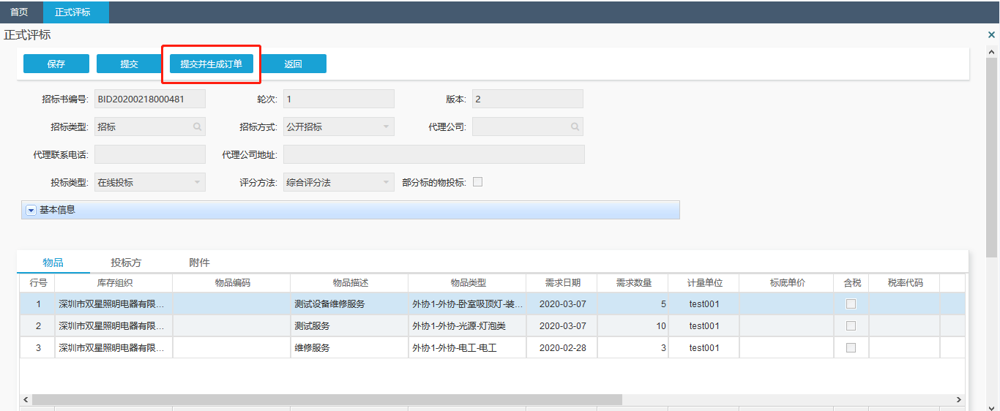 首页 正式评标
正式评标
保存 提交 提交并生成订单 返回
招标书编号: BID20200218000481 轮次: 1 版本: 2
招标类型: 招标 招标方式: 公开招标 代理公司:
代理联系电话: 代理公司地址:
投标类型: 在线投标 评分方法: 综合评分法 部分标的物投标:
基本信息
物品 投标方 附件
行号 库存组织 物品编码 物品描述 物品类型 需求日期 需求数量 计量单位 标底单价 含税 税率代码
1 深圳市双星照明电器有限... 测试设备维修服务 外协1-外协-卧室吸顶灯-装... 2020-03-07 5 test001
2 深圳市双星照明电器有限... 测试服务 外协1-外协-光源-灯泡类 2020-03-07 10 test001
3 深圳市双星照明电器有限... 维修服务 外协1-外协-电工-电工 2020-02-28 3 test001